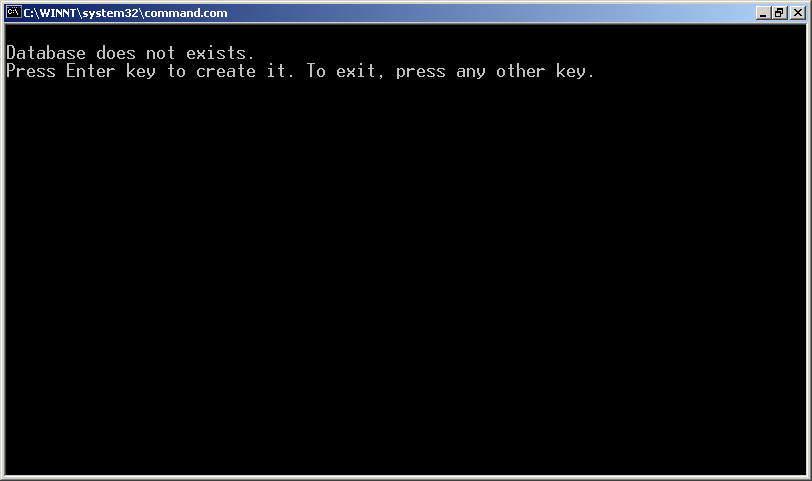 C:\WINNT\system32\command.com
Database does not exists.
Press Enter key to create it. To exit, press any other key.